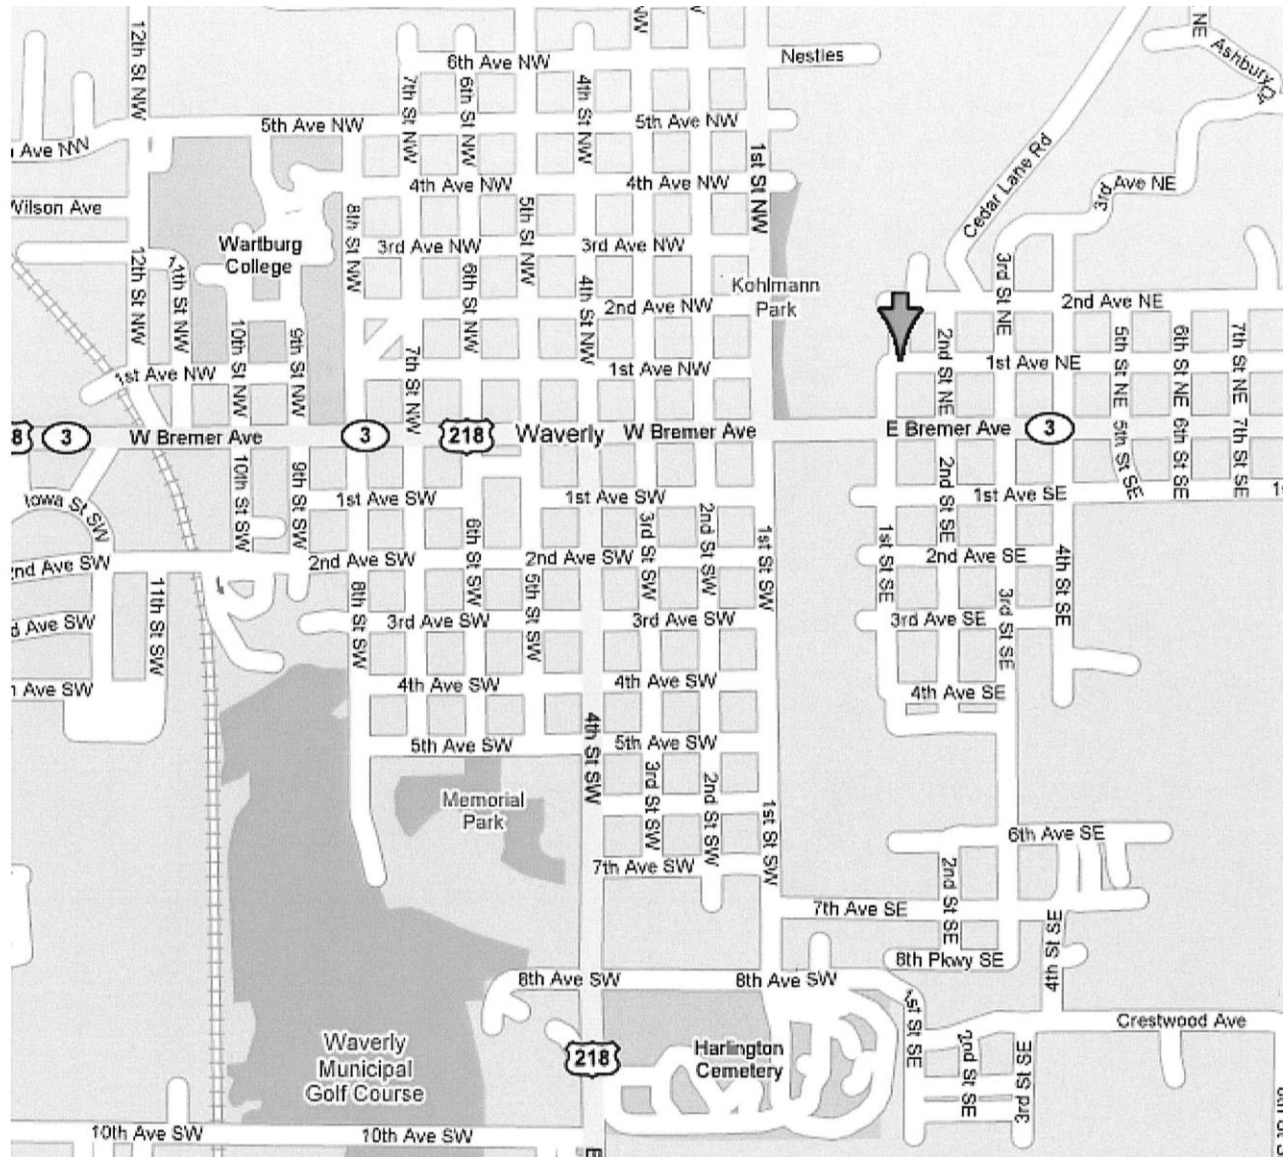 12th St NW
NW
NW
NE
Ashbury Dr
6th Ave NW
Nestles
7th St NW
6th St NW
4th St NW
5th Ave NW
5th Ave NW
Ave NW
1st St NW
Cedar Lane Rd
4th Ave NW
4th Ave NW
3rd Ave NE
Wilson Ave
8th St NW
5th St NW
Wartburg
College
3rd Ave NW
3rd Ave NW
12th St NW
11th St NW
6th St NW
4th St NW
3rd St NE
Kohlmann
Park
2nd Ave NW
2nd Ave NE
10th St NW
9th St NW
7th St NW
2nd St NE
5th St NE
6th St NE
7th St NE
1st Ave NW
1st Ave NW
1st Ave NE
8
3
W Bremer Ave
3
218
Waverly
W Bremer Ave
E Bremer Ave
3
10th St SW
9th St SW
2nd St SE
5th St SE
6th St SE
7th St SE
Iowa St SW
1st Ave SW
1st Ave SW
1st Ave SE
6th St SW
3rd St SW
2nd St SW
1st St SW
1st St SE
4th St SE
nd Ave SW
2nd Ave SW
2nd Ave SW
2nd Ave SE
11th St SW
8th St SW
5th St SW
3rd St SE
d Ave SW
3rd Ave SW
3rd Ave SW
3rd Ave SE
Ave SW
4th Ave SW
4th Ave SW
4th Ave SE
4th St SW
5th Ave SW
5th Ave SW
3rd St SW
2nd St SW
1st St SW
Memorial
Park
6th Ave SE
7th Ave SW
2nd St SE
7th Ave SE
4th St SE
8th Pkwy SE
8th Ave SW
8th Ave SW
1st St SE
Crestwood Ave
Waverly
Municipal
Golf Course
218
Harlington
Cemetery
2nd St SE
3rd St SE
10th Ave SW
10th Ave SW